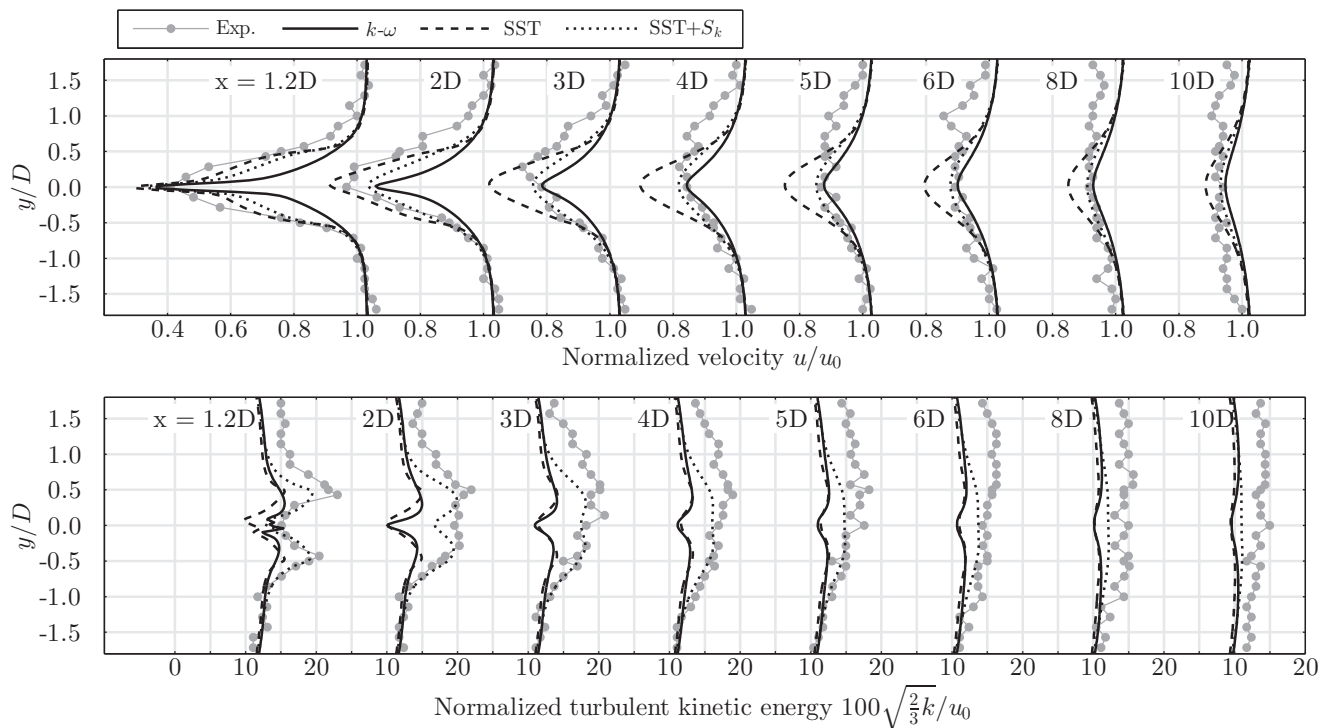 Exp. k-ω SST SST+Sₖ
x = 1.2D 2D 3D 4D 5D 6D 8D 10D
1.5
1.0
0.5
0.0
-0.5
-1.0
-1.5
y/D
0.4 0.6 0.8 1.0 0.8 1.0 0.8 1.0 0.8 1.0 0.8 1.0 0.8 1.0 0.8 1.0 0.8 1.0
Normalized velocity u/u₀
x = 1.2D 2D 3D 4D 5D 6D 8D 10D
1.5
1.0
0.5
0.0
-0.5
-1.0
-1.5
y/D
0 10 20 10 20 10 20 10 20 10 20 10 20 10 20 10 20
Normalized turbulent kinetic energy 100√(2/3 k)/u₀